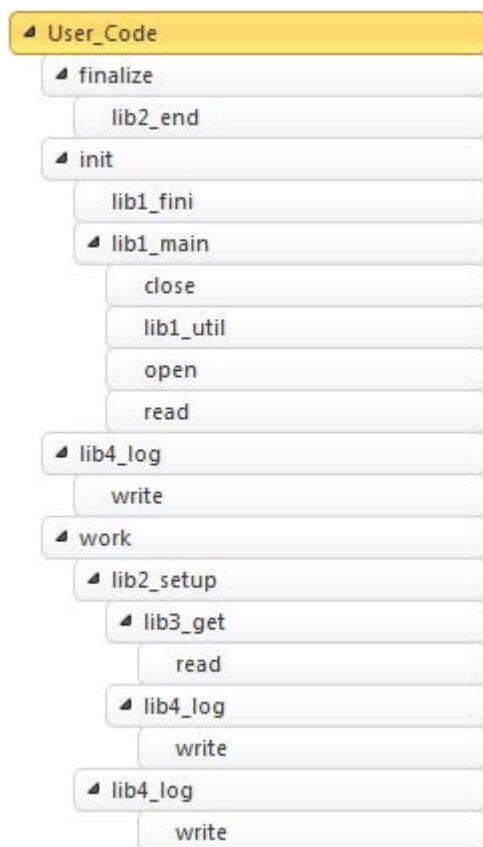 User_Code
finalize
lib2_end
init
lib1_fini
lib1_main
close
lib1_util
open
read
lib4_log
write
work
lib2_setup
lib3_get
read
lib4_log
write
lib4_log
write